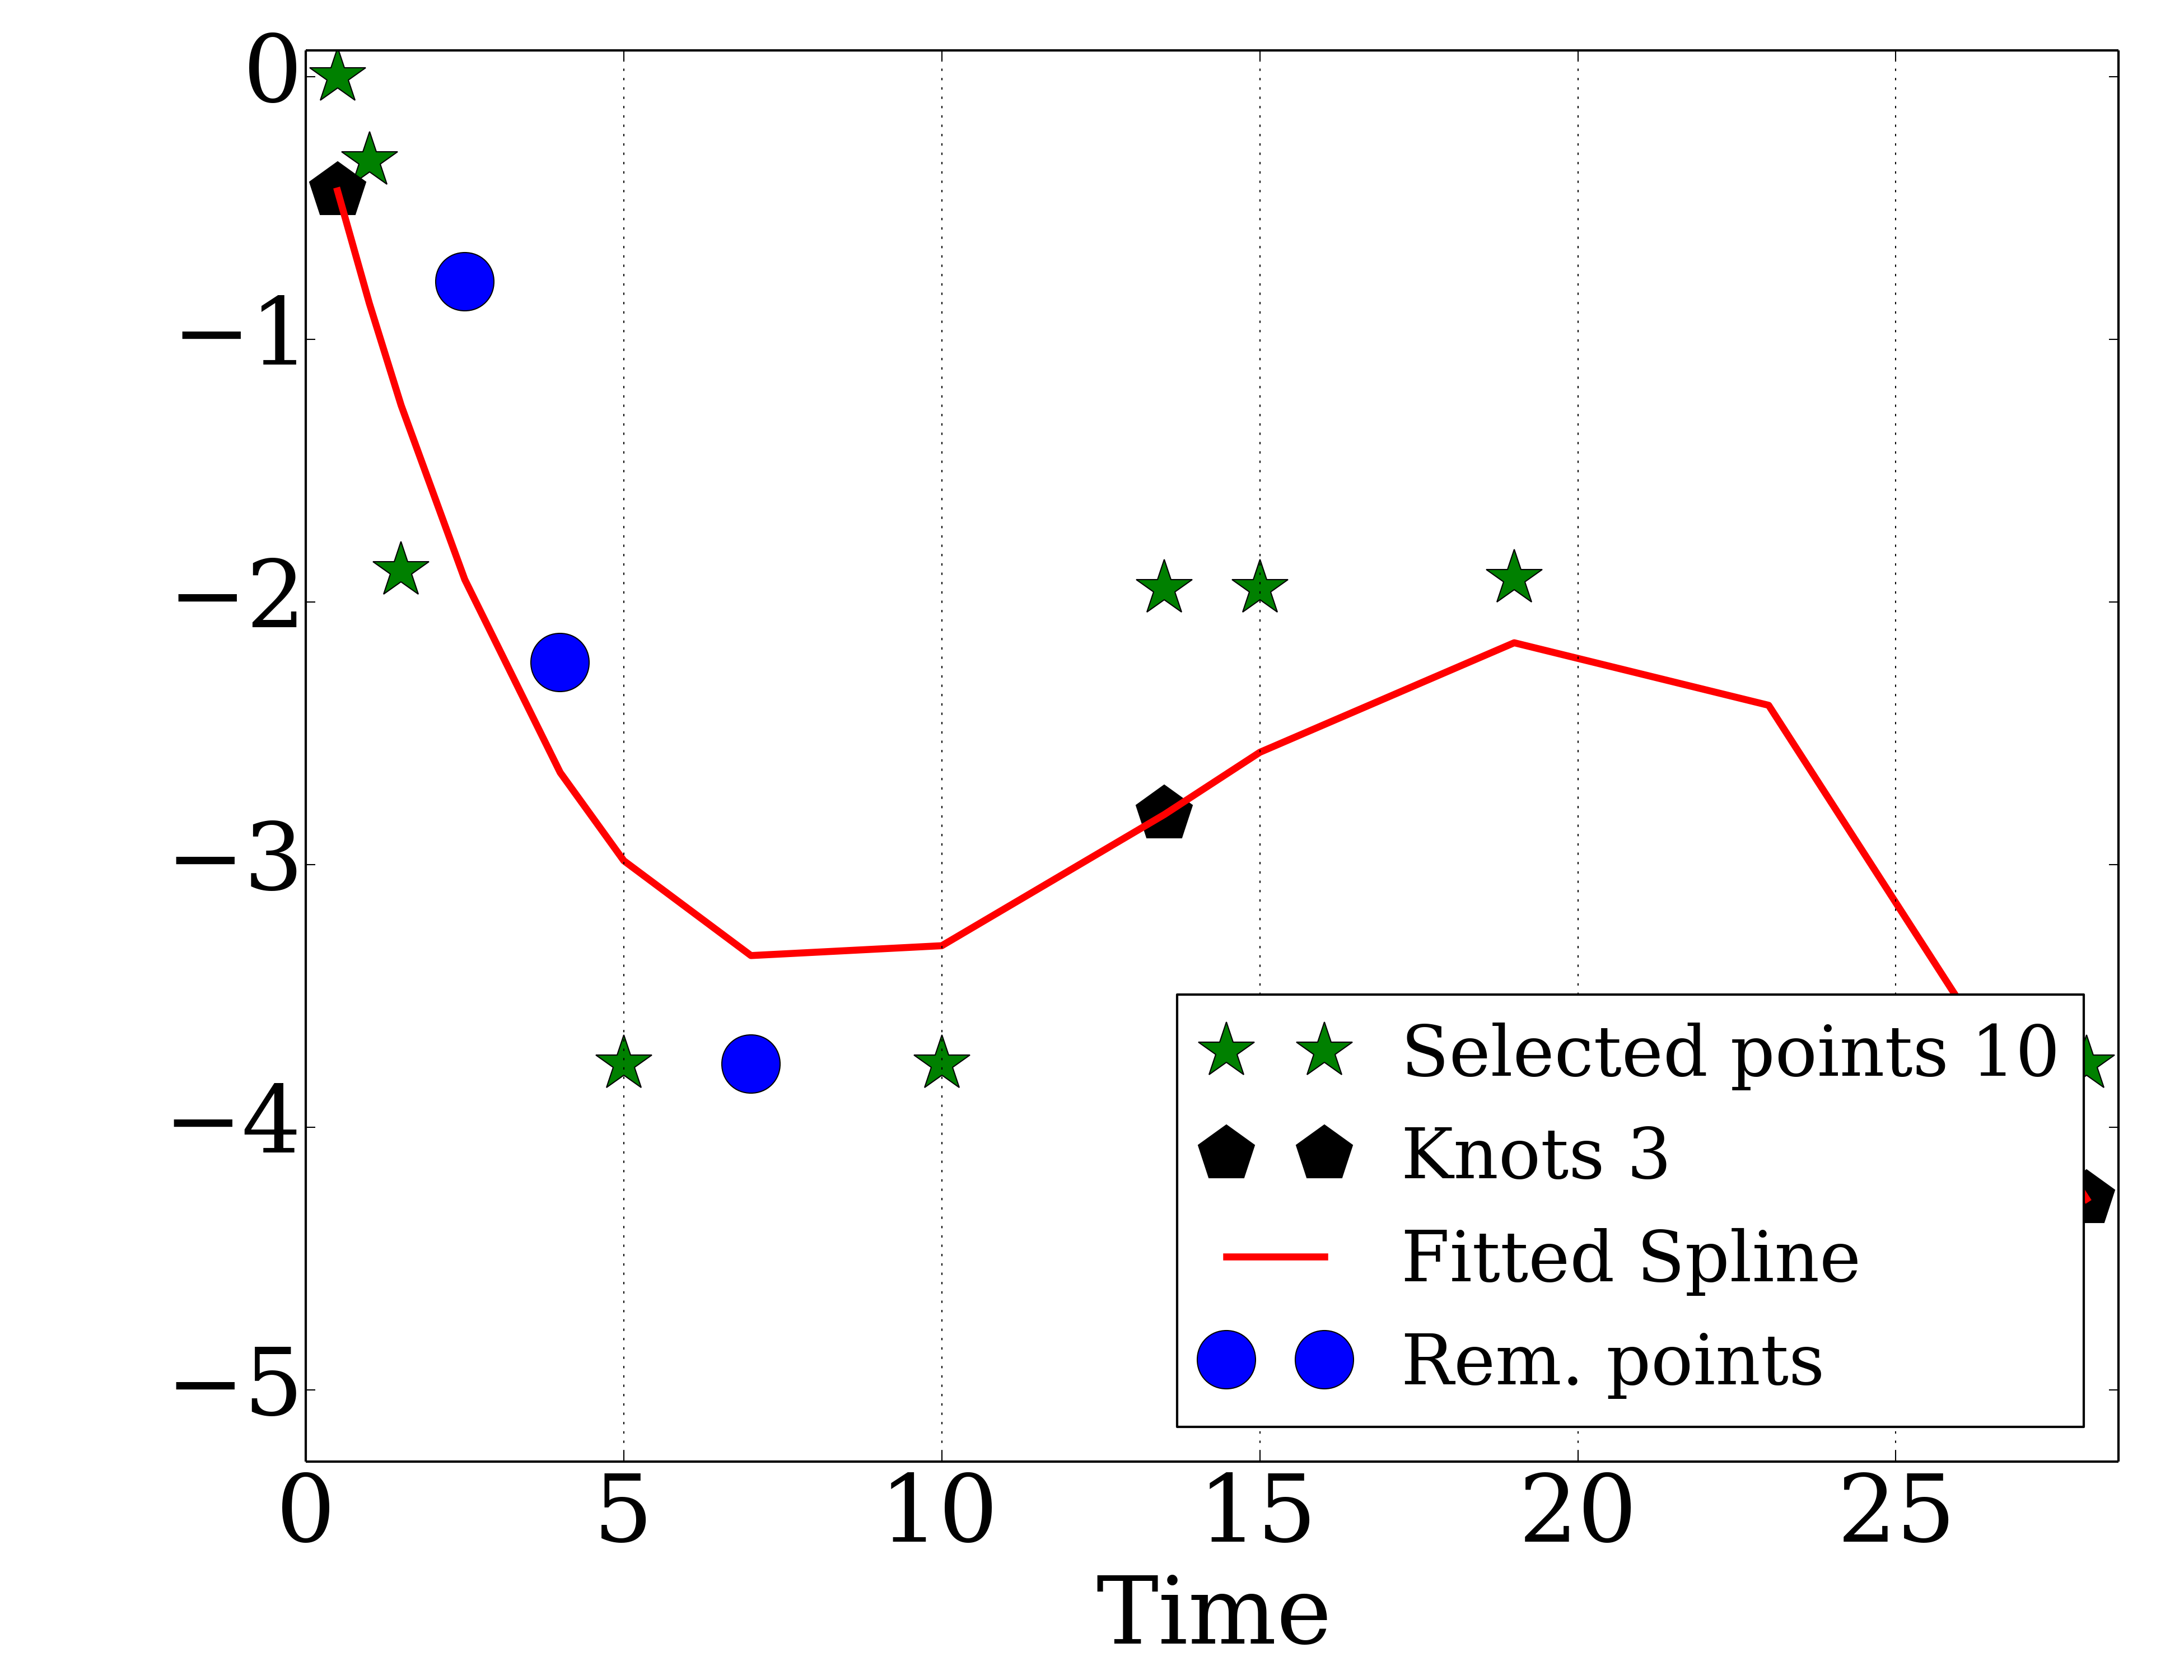 0
−1
−2
−3
−4
−5
Selected points 10
Knots 3
Fitted Spline
Rem. points
0 5 10 15 20 25
Time